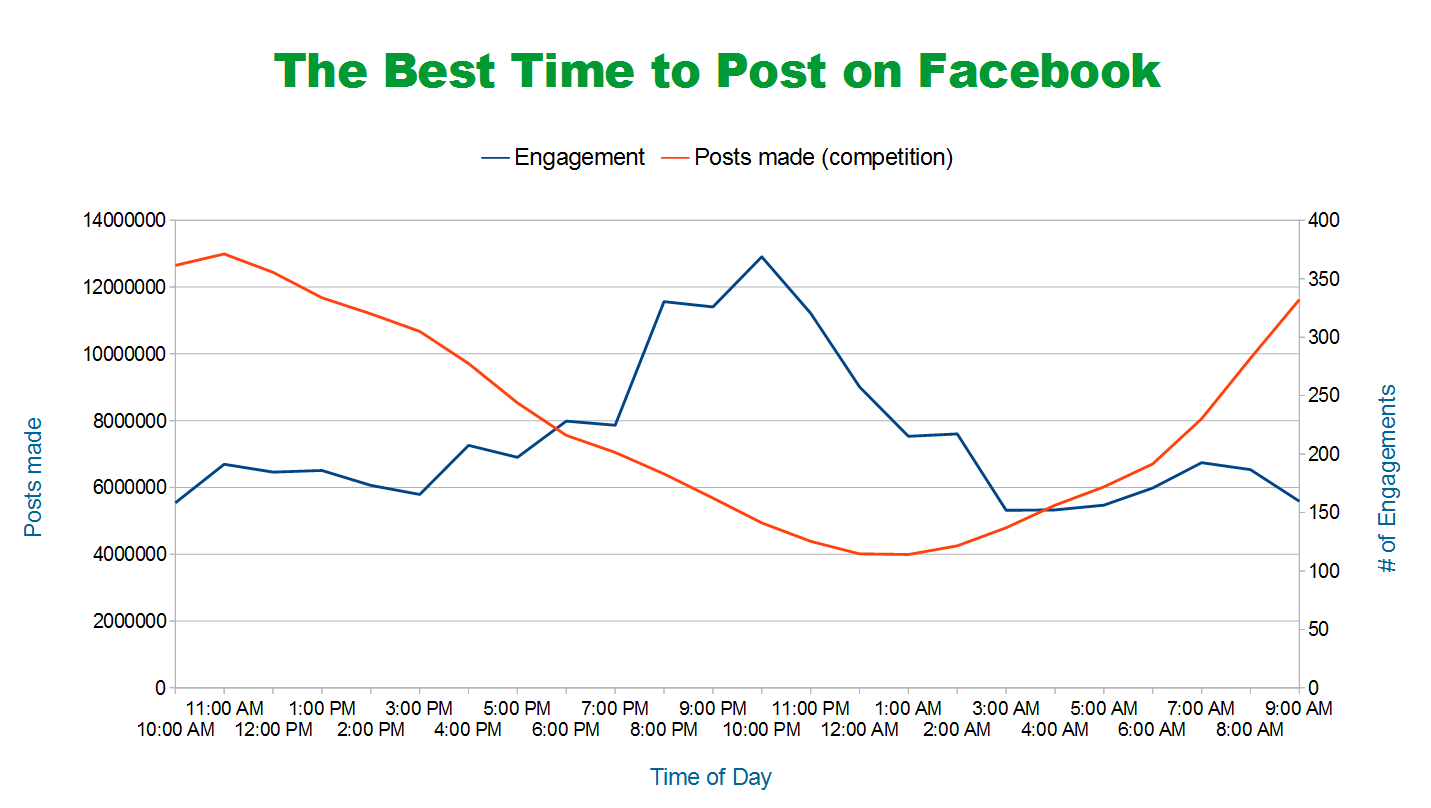 The Best Time to Post on Facebook
Engagement Posts made (competition)
14000000
12000000
10000000
8000000
6000000
4000000
2000000
0
Posts made
400
350
300
250
200
150
100
50
0
# of Engagements
11:00 AM 1:00 PM 3:00 PM 5:00 PM 7:00 PM 9:00 PM 11:00 PM 1:00 AM 3:00 AM 5:00 AM 7:00 AM 9:00 AM
10:00 AM 12:00 PM 2:00 PM 4:00 PM 6:00 PM 8:00 PM 10:00 PM 12:00 AM 2:00 AM 4:00 AM 6:00 AM 8:00 AM
Time of Day